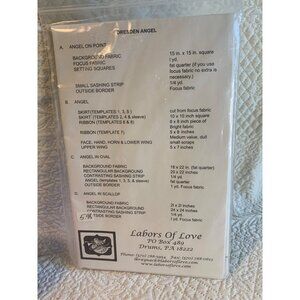 DRESDEN ANGEL
A. ANGEL ON POINT
15 in. x 15 in. square
BACKGROUND FABRIC 1 yd.
FOCUS FABRIC fat quarter (if you use
SETTING SQUARES focus fabric no extra is
necessary.)
SMALL SASHING STRIP 1/8 yd.
OUTSIDE BORDER Focus fabric
B. ANGEL
SKIRT(TEMPLATES 1, 3, ) cut from focus fabric
SKIRT (TEMPLATES 2, 4 & sleeve) 10 x 10 inch square
RIBBON (TEMPLATES 5 & 6) 8 x 8 inch piece of
Bright fabric
RIBBON (TEMPLATE 7) 5 x 8 inches
Medium value, dull
FACE, HAND, HORN & LOWER WING small scraps
UPPER WING 5 x 7 inches
C. ANGEL IN OVAL
BACKGROUND FABRIC 18 x 22 in. (fat quarter)
RECTANGULAR BACKGROUND 20 x 22 inches
CONTRASTING SASHING STRIP 1/4 yd.
ANGEL (templates 1, 3, 5 & sleeve) fat quarter
OUTSIDE BORDER 1 yd. Focus Fabric
D. ANGEL IN SCALLOP
BACKGROUND FABRIC 21 x 21 inches
RECTANGULAR BACKGROUND 24 x 24 inches
CONTRASTING SASHING STRIP 1/4 yd.
OUTSIDE BORDER 1 yd. Focus Fabric
Labors Of Love
PO Box 489
Drums, PA 18222